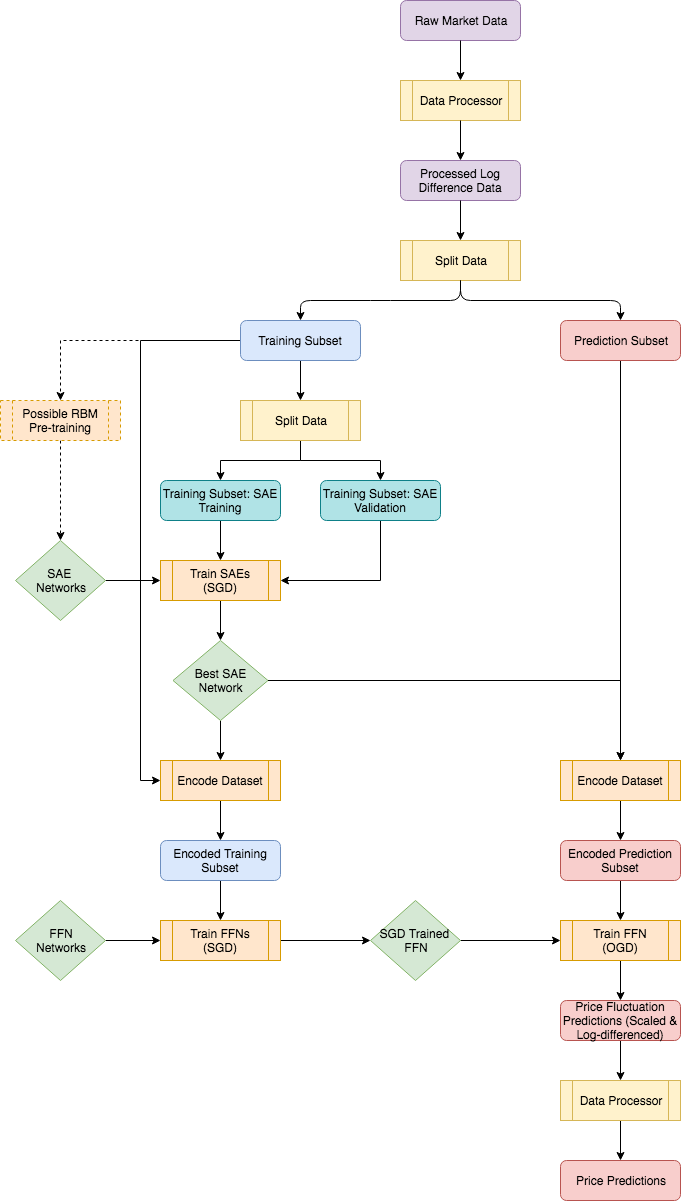 Raw Market Data
Data Processor
Processed Log
Difference Data
Split Data
Training Subset
Prediction Subset
Possible RBM
Pre-training
Split Data
Training Subset: SAE
Training
Training Subset: SAE
Validation
SAE
Networks
Train SAEs
(SGD)
Best SAE
Network
Encode Dataset
Encode Dataset
Encoded Training
Subset
Encoded Prediction
Subset
FFN
Networks
Train FFNs
(SGD)
SGD Trained
FFN
Train FFN
(OGD)
Price Fluctuation
Predictions (Scaled &
Log-differenced)
Data Processor
Price Predictions